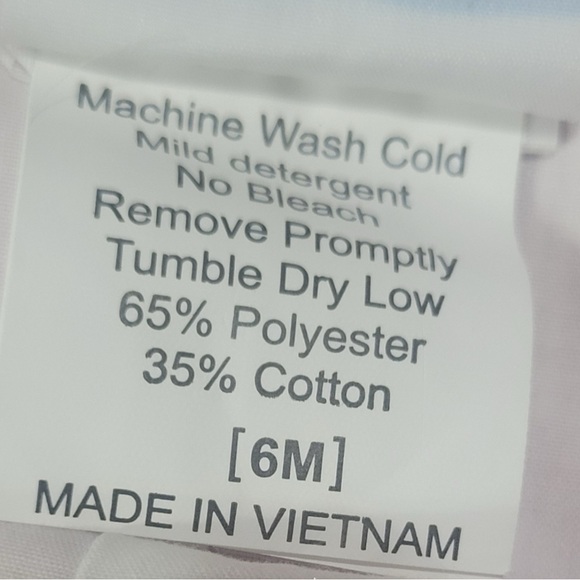 Machine Wash Cold
Mild detergent
No Bleach
Remove Promptly
Tumble Dry Low
65% Polyester
35% Cotton
[6M]
MADE IN VIETNAM